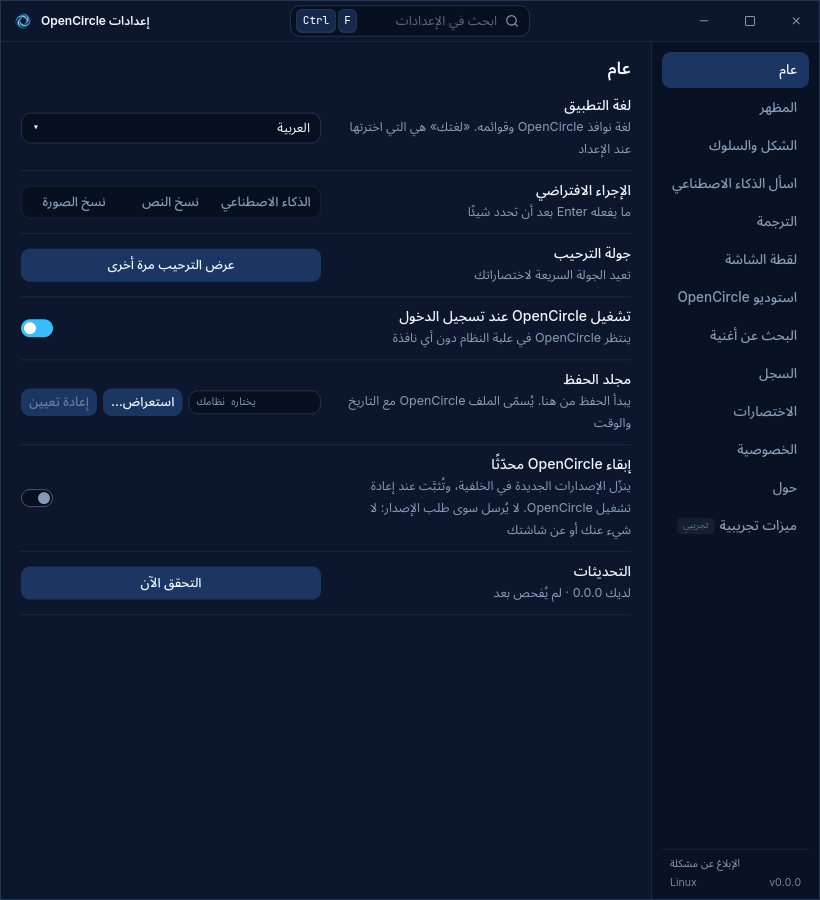 إعدادات OpenCircle
ابحث في الإعدادات
Ctrl F
عام
المظهر
الشكل والسلوك
اسأل الذكاء الاصطناعي
الترجمة
لقطة الشاشة
استوديو OpenCircle
البحث عن أغنية
السجل
الاختصارات
الخصوصية
حول
ميزات تجريبية تجريبي
الإبلاغ عن مشكلة
Linux v0.0.0
عام
لغة التطبيق
لغة نوافذ OpenCircle وقوائمه. «لغتك» هي التي اخترتها
عند الإعداد
العربية
الإجراء الافتراضي
ما يفعله Enter بعد أن تحدد شيئًا
الذكاء الاصطناعي نسخ النص نسخ الصورة
جولة الترحيب
تعيد الجولة السريعة لاختصاراتك
عرض الترحيب مرة أخرى
تشغيل OpenCircle عند تسجيل الدخول
ينتظر OpenCircle في علبة النظام دون أي نافذة
مجلد الحفظ
يبدأ الحفظ من هنا. يُسمّى الملف OpenCircle مع التاريخ
والوقت
يختاره نظامك استعراض... إعادة تعيين
إبقاء OpenCircle محدّثًا
ينزّل الإصدارات الجديدة في الخلفية، وتُثبَّت عند إعادة
تشغيل OpenCircle. لا يُرسل سوى طلب الإصدار: لا
شيء عنك أو عن شاشتك
التحديثات
لديك 0.0.0 · لم يُفحص بعد
التحقق الآن